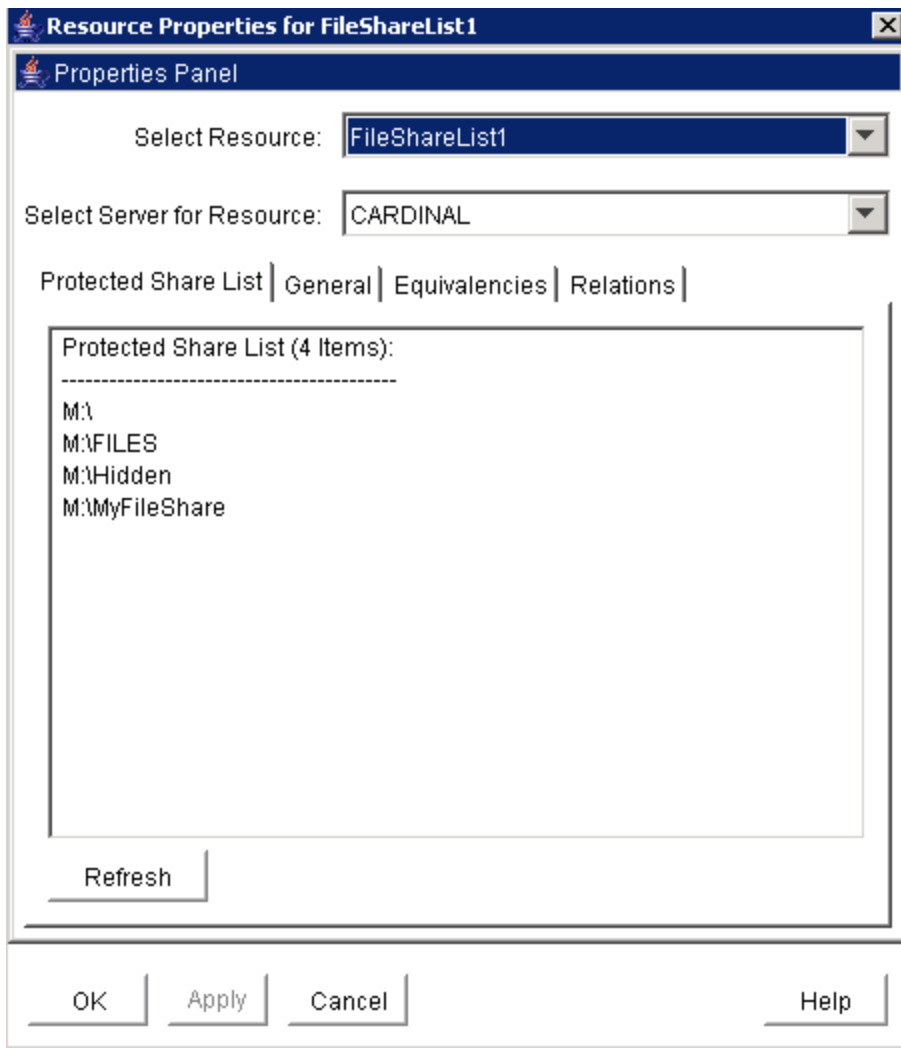 Resource Properties for FileShareList1
Properties Panel
Select Resource: FileShareList1
Select Server for Resource: CARDINAL
Protected Share List General Equivalencies Relations
Protected Share List (4 Items):
------------------------------------------
M:\
M:\FILES
M:\Hidden
M:\MyFileShare
Refresh
OK Apply Cancel Help